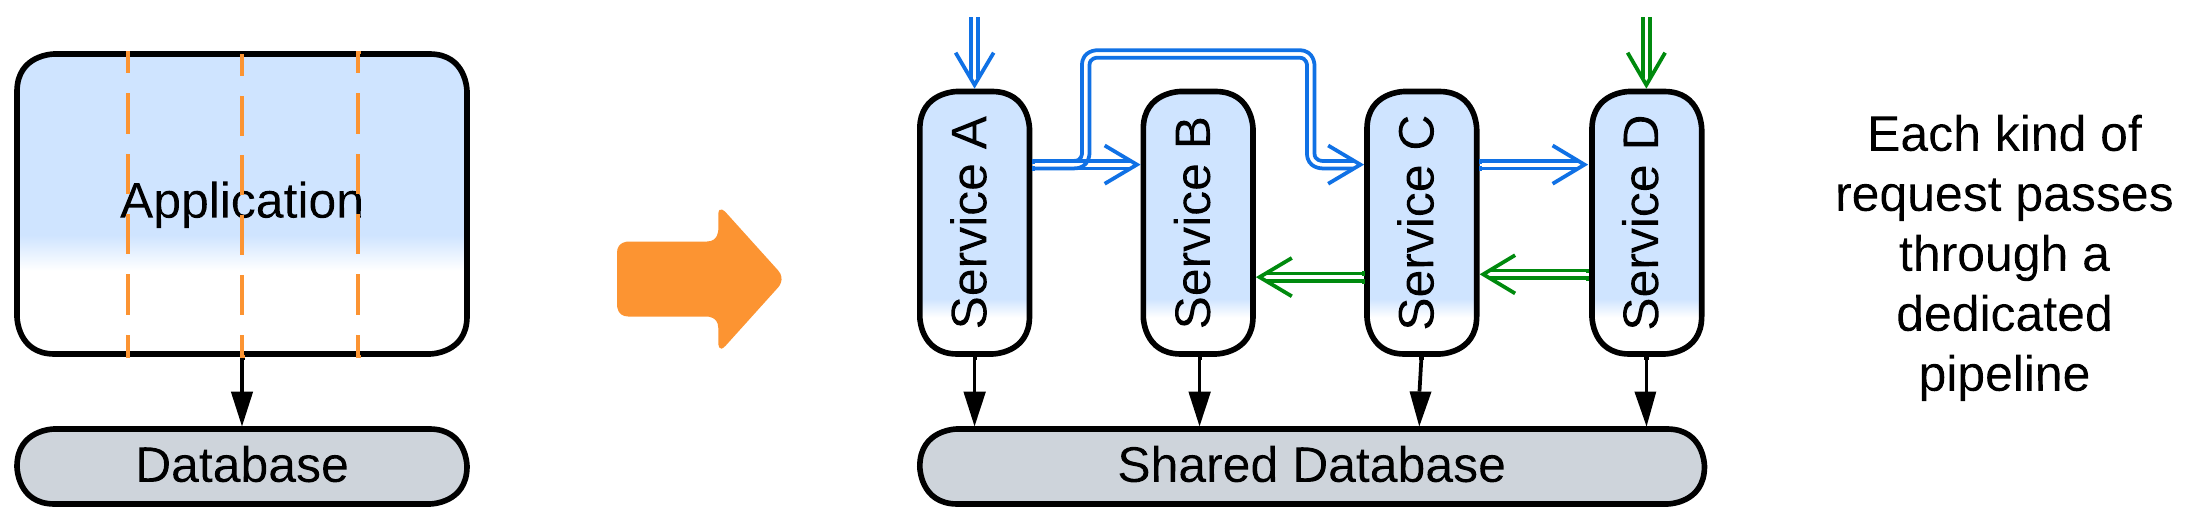 Application
Database
Service A
Service B
Service C
Service D
Shared Database
Each kind of
request passes
through a
dedicated
pipeline